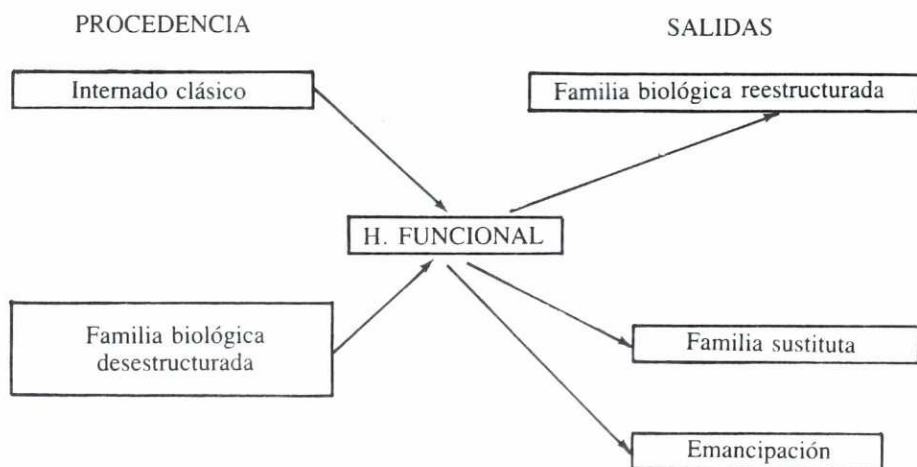 PROCEDENCIA
SALIDAS
Internado clásico
Familia biológica reestructurada
H. FUNCIONAL
Familia biológica
desestructurada
Familia sustituta
Emancipación